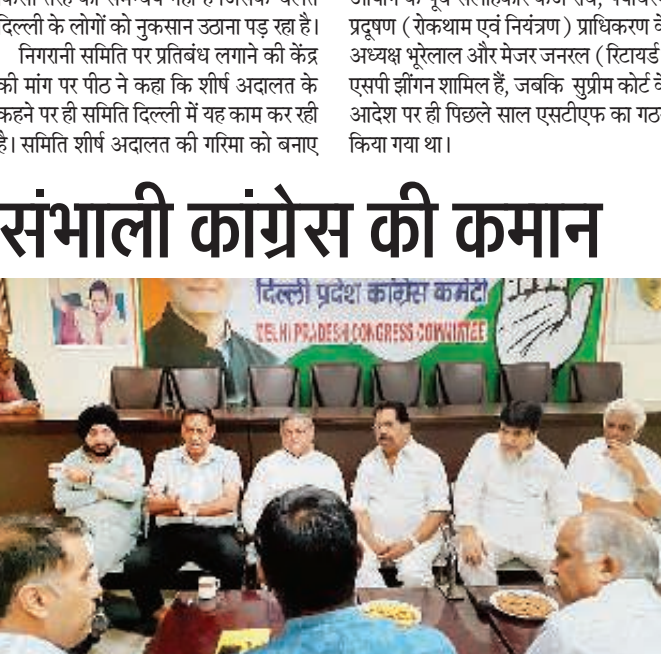 दिल्ली के लोगों को नुकसान उठाना पड़ रहा है।
निगरानी समिति पर प्रतिबंध लगाने की केंद्र
की मांग पर पीठ ने कहा कि शीर्ष अदालत के
कहने पर ही समिति दिल्ली में यह काम कर रही
है। समिति शीर्ष अदालत की गरिमा को बनाए
प्रदूषण (रोकथाम एवं नियंत्रण) प्राधिकरण के
अध्यक्ष भूरेलाल और मेजर जनरल (रिटायर्ड
एसपी झींगन शामिल हैं, जबकि सुप्रीम कोर्ट के
आदेश पर ही पिछले साल एसटीएफ का गठ
किया गया था।
संभाली कांग्रेस की कमान
दिल्ली प्रदेश कांग्रेस कमेटी
DELHI PRADESH CONGRESS COMMITTEE